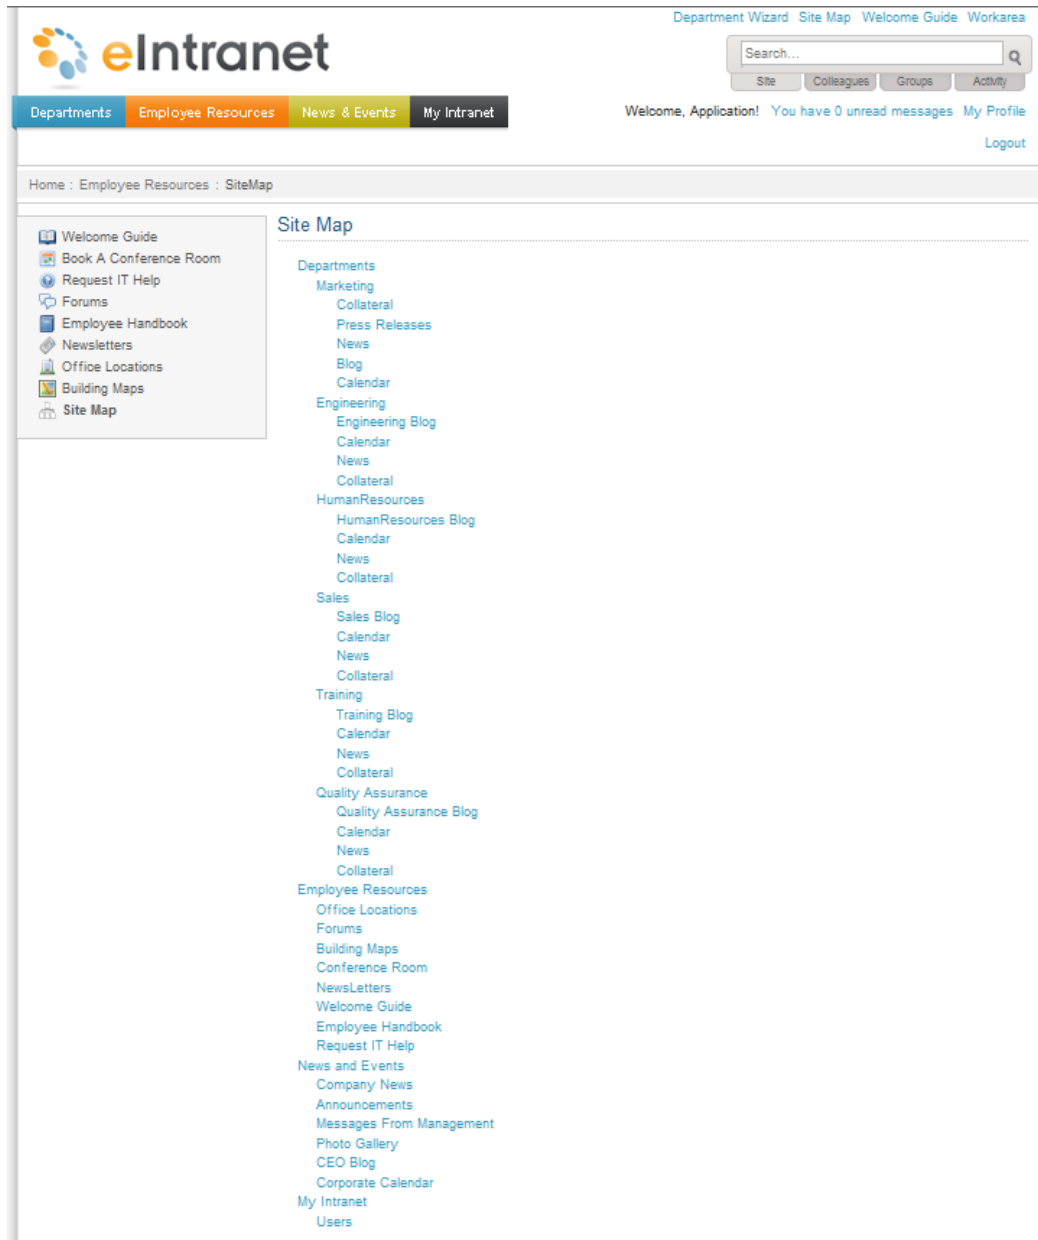 Department Wizard Site Map Welcome Guide Workarea
eIntranet
Search...
Site Colleagues Groups Activity
Departments Employee Resources News & Events My Intranet
Welcome, Application! You have 0 unread messages My Profile
Logout
Home : Employee Resources : SiteMap
Welcome Guide
Book A Conference Room
Request IT Help
Forums
Employee Handbook
Newsletters
Office Locations
Building Maps
Site Map
Site Map
Departments
Marketing
Collateral
Press Releases
News
Blog
Calendar
Engineering
Engineering Blog
Calendar
News
Collateral
HumanResources
HumanResources Blog
Calendar
News
Collateral
Sales
Sales Blog
Calendar
News
Collateral
Training
Training Blog
Calendar
News
Collateral
Quality Assurance
Quality Assurance Blog
Calendar
News
Collateral
Employee Resources
Office Locations
Forums
Building Maps
Conference Room
NewsLetters
Welcome Guide
Employee Handbook
Request IT Help
News and Events
Company News
Announcements
Messages From Management
Photo Gallery
CEO Blog
Corporate Calendar
My Intranet
Users